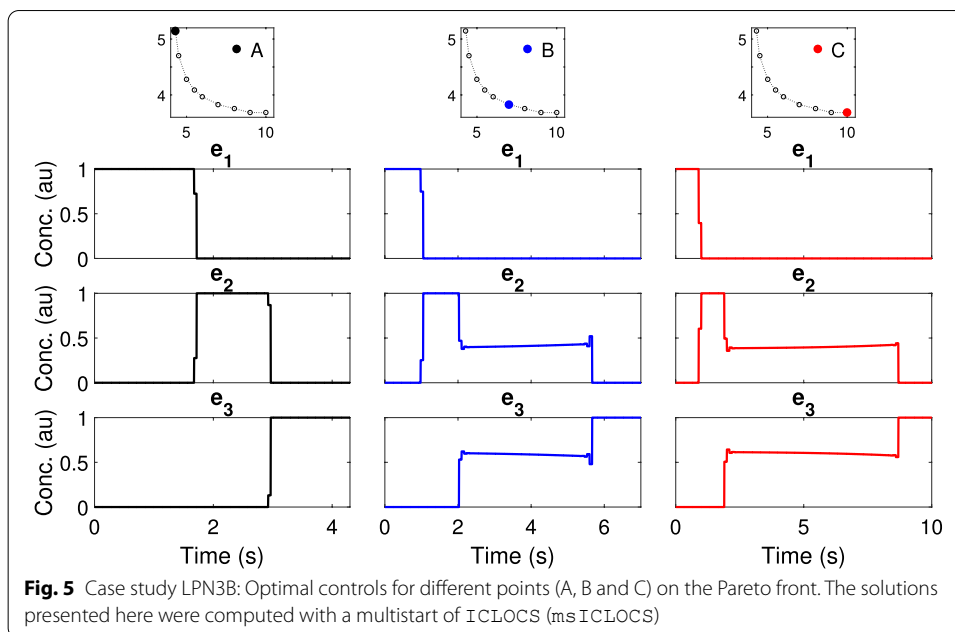 5
4
5
10
A
5
4
5
10
B
5
4
5
10
C
e1
e1
e1
Conc. (au)
1
0.5
0
e2
e2
e2
Conc. (au)
1
0.5
0
e3
e3
e3
Conc. (au)
1
0.5
0
0 2 4
0 2 4 6
0 5 10
Time (s)
Time (s)
Time (s)
Fig. 5 Case study LPN3B: Optimal controls for different points (A, B and C) on the Pareto front. The solutions
presented here were computed with a multistart of ICLOCS (msICLOCS)